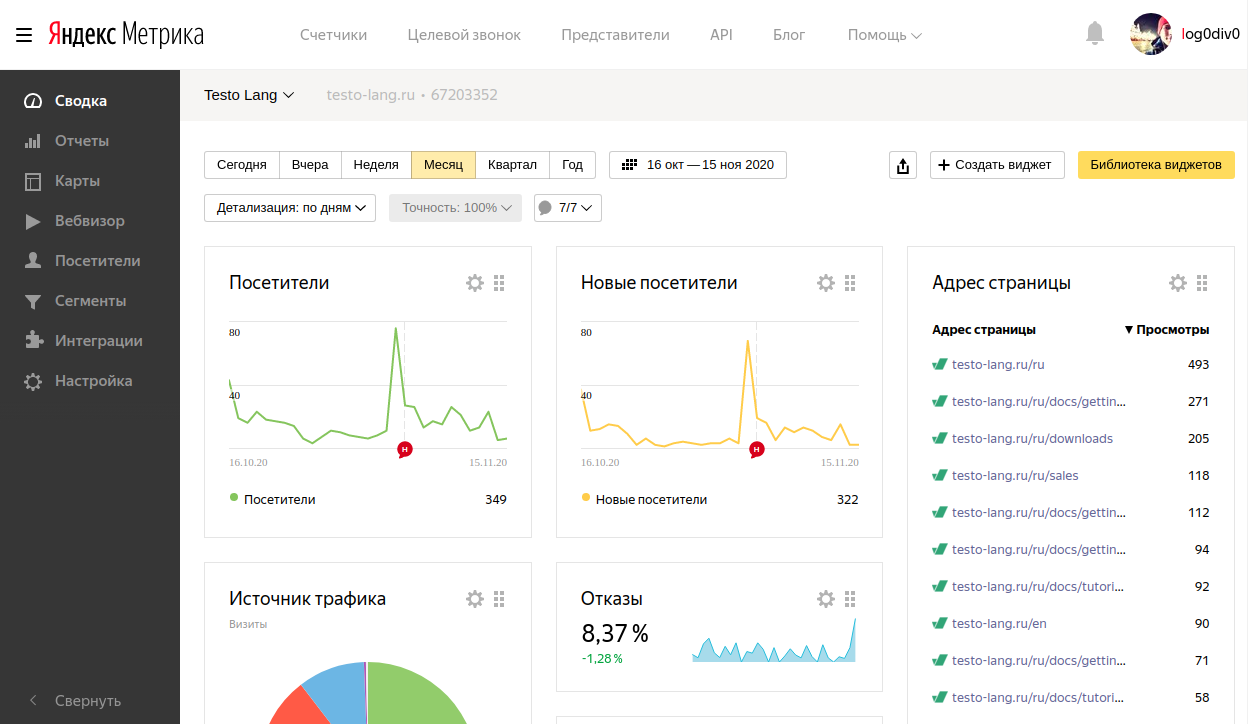 Яндекс Метрика
Счетчики Целевой звонок Представители API Блог Помощь
log0div0
Сводка
Отчеты
Карты
Вебвизор
Посетители
Сегменты
Интеграции
Настройка
Свернуть
Testo Lang testo-lang.ru • 67203352
Сегодня Вчера Неделя Месяц Квартал Год 16 окт — 15 ноя 2020 + Создать виджет Библиотека виджетов
Детализация: по дням Точность: 100% 7/7
Посетители
80
40
Н
16.10.20 15.11.20
Посетители 349
Новые посетители
80
40
Н
16.10.20 15.11.20
Новые посетители 322
Адрес страницы
Адрес страницы ▼ Просмотры
testo-lang.ru/ru 493
testo-lang.ru/ru/docs/gettin... 271
testo-lang.ru/ru/downloads 205
testo-lang.ru/ru/sales 118
testo-lang.ru/ru/docs/gettin... 112
testo-lang.ru/ru/docs/gettin... 94
testo-lang.ru/ru/docs/tutori... 92
testo-lang.ru/en 90
testo-lang.ru/ru/docs/gettin... 71
testo-lang.ru/ru/docs/tutori... 58
Источник трафика
Визиты
Отказы
8,37 %
-1,28 %